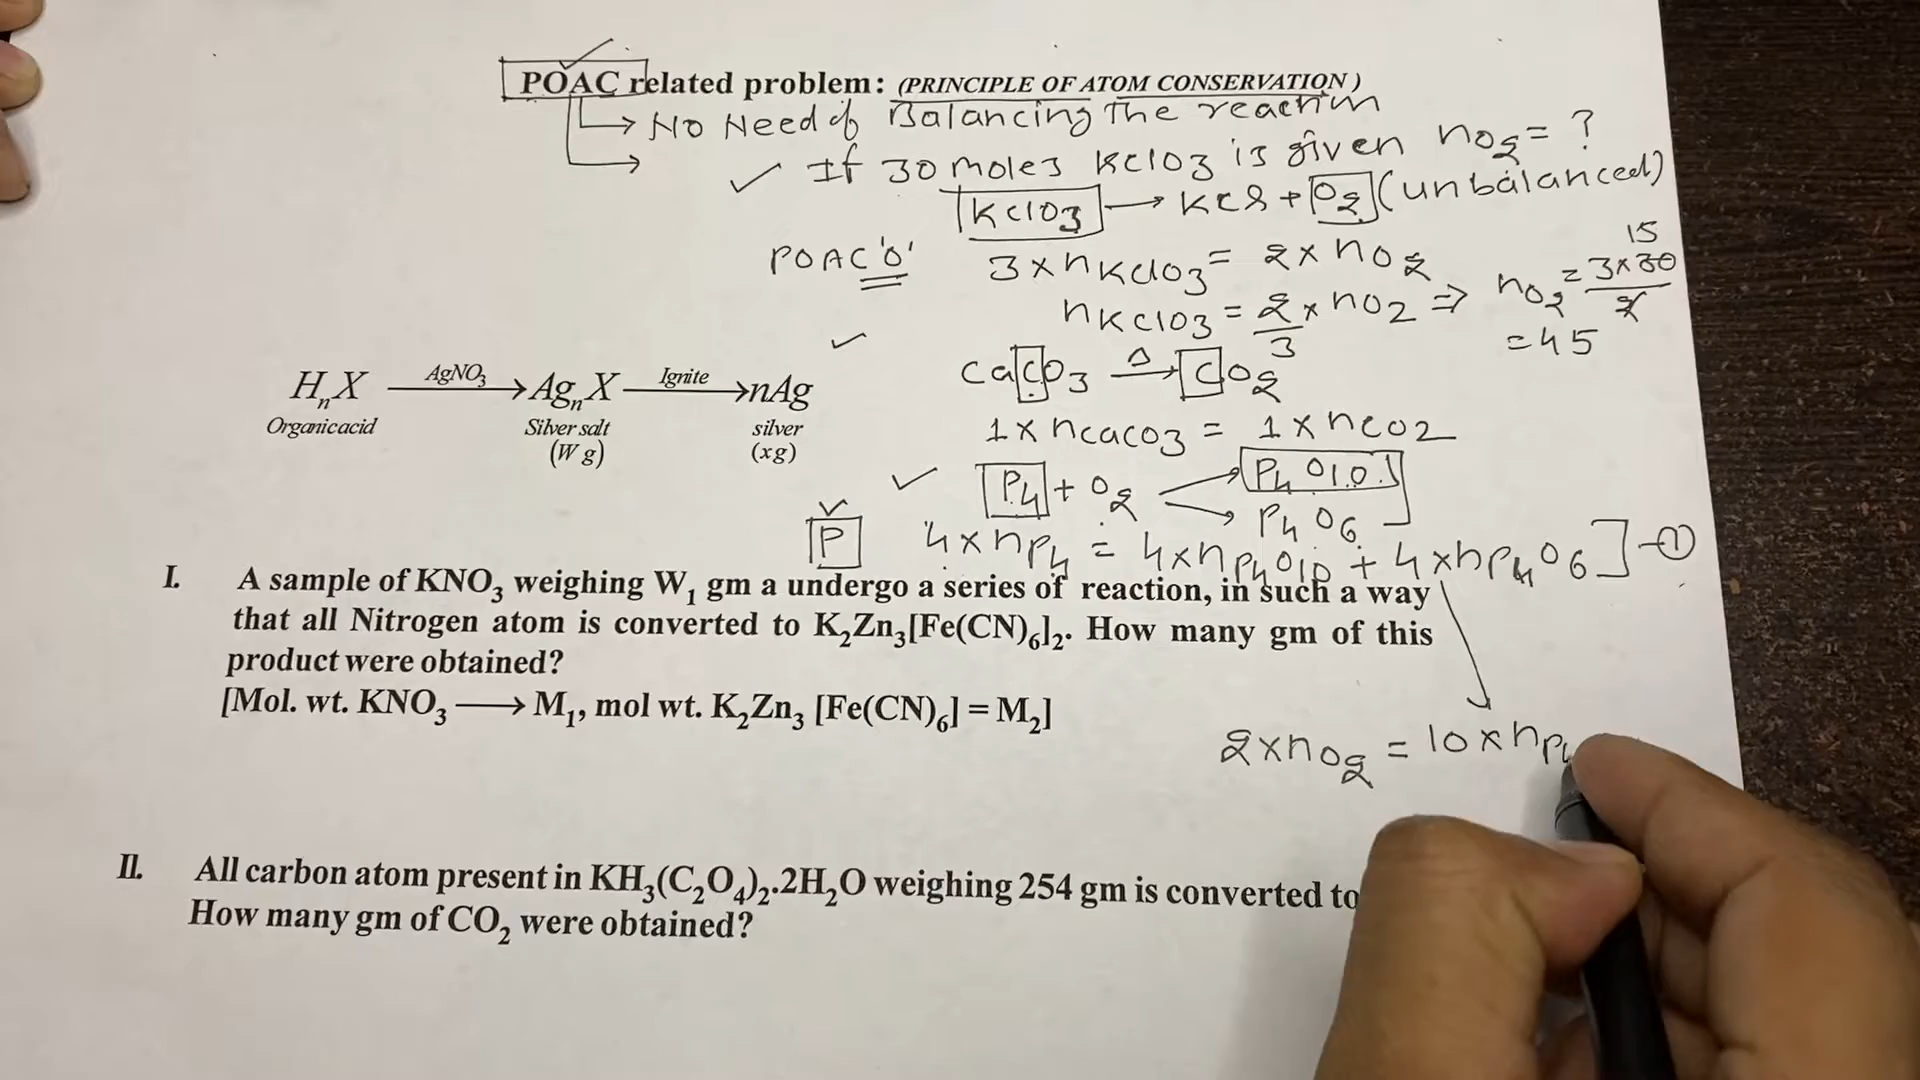 POAC related problem: (PRINCIPLE OF ATOM CONSERVATION)
→ No Need of Balancing The reaction
→
✓ If 30 moles KClO3 is given nO2 = ?
KClO3 → KCl + O2 (unbalanced)
POAC 'O' 3 × nKClO3 = 2 × nO2
nKClO3 = 2/3 × nO2 ⇒ nO2 = 3×30/2
15
= 45
✓ CaCO3 —Δ→ CO2
1 × nCaCO3 = 1 × nCO2
HₙX —AgNO₃→ AgₙX —Ignite→ nAg
Organic acid Silver salt silver
(W g) (xg)
✓ P4 + O2 → P4O10
→ P4O6
✓ P 4 × nP4 = 4 × nP4O10 + 4 × nP4O6 ] - ①
I. A sample of KNO₃ weighing W₁ gm a undergo a series of reaction, in such a way
that all Nitrogen atom is converted to K₂Zn₃[Fe(CN)₆]₂. How many gm of this
product were obtained?
[Mol. wt. KNO₃ ⟶ M₁, mol wt. K₂Zn₃ [Fe(CN)₆] = M₂]
2 × nO2 = 10 × nP4
II. All carbon atom present in KH₃(C₂O₄)₂.2H₂O weighing 254 gm is converted to
How many gm of CO₂ were obtained?